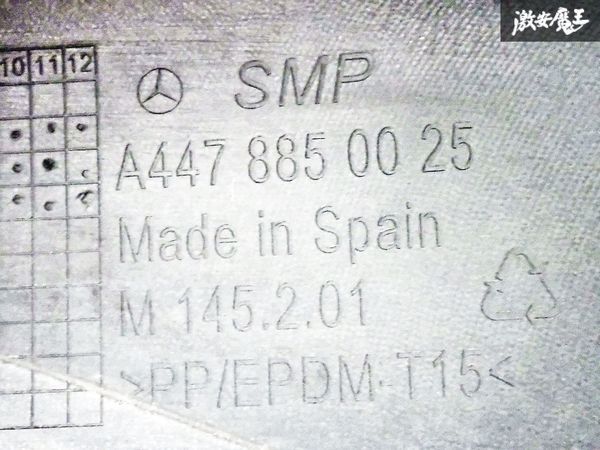 激安魔王
10 11 12
SMP
A447 885 00 25
Made in Spain
M 145.2.01
>PP/EPDM-T15<